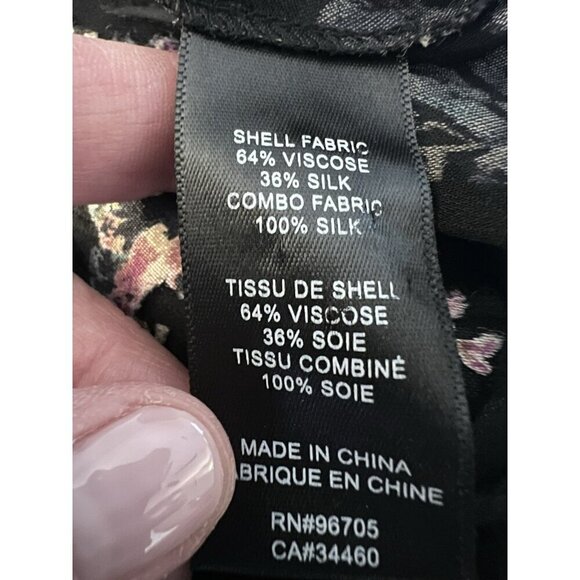 SHELL FABRIC
64% VISCOSE
36% SILK
COMBO FABRIC
100% SILK
TISSU DE SHELL
64% VISCOSE
36% SOIE
TISSU COMBINÉ
100% SOIE
MADE IN CHINA
ABRIQUE EN CHINE
RN#96705
CA#34460